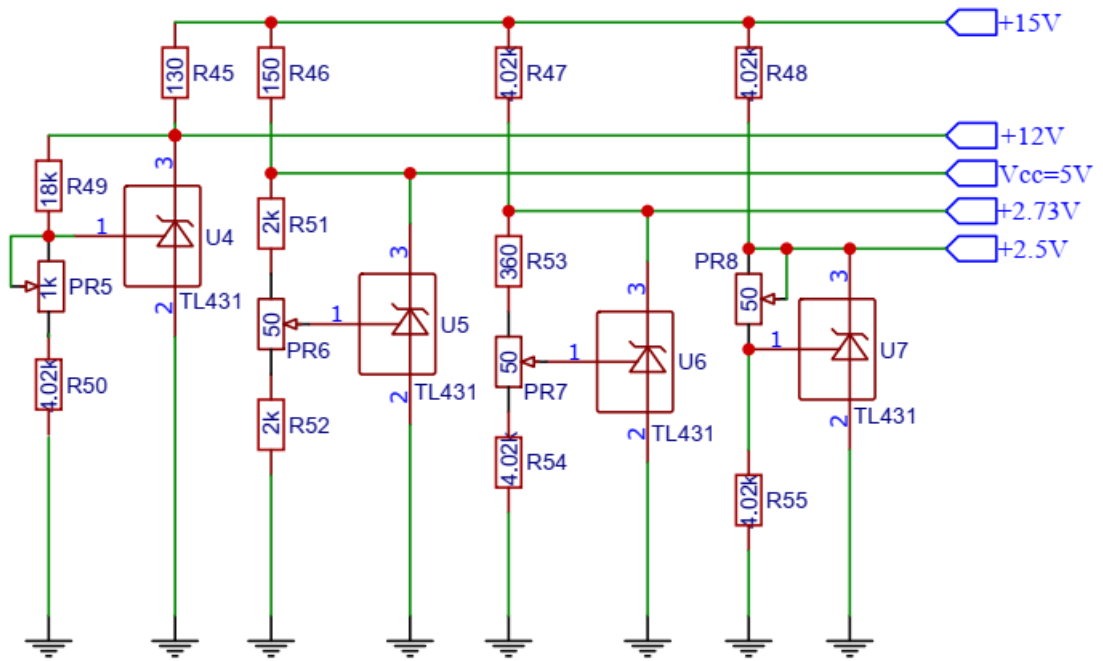 +15V
130
R45
150
R46
4.02k
R47
4.02k
R48
+12V
3
18k
R49
Vcc=5V
1
U4
2k
R51
+2.73V
3
+2.5V
360
R53
PR8
3
1k
PR5
2
TL431
3
50
50
1
U5
PR6
1
U7
50
1
U6
PR7
4.02k
R50
2
TL431
2
TL431
2k
R52
2
TL431
4.02k
R54
4.02k
R55